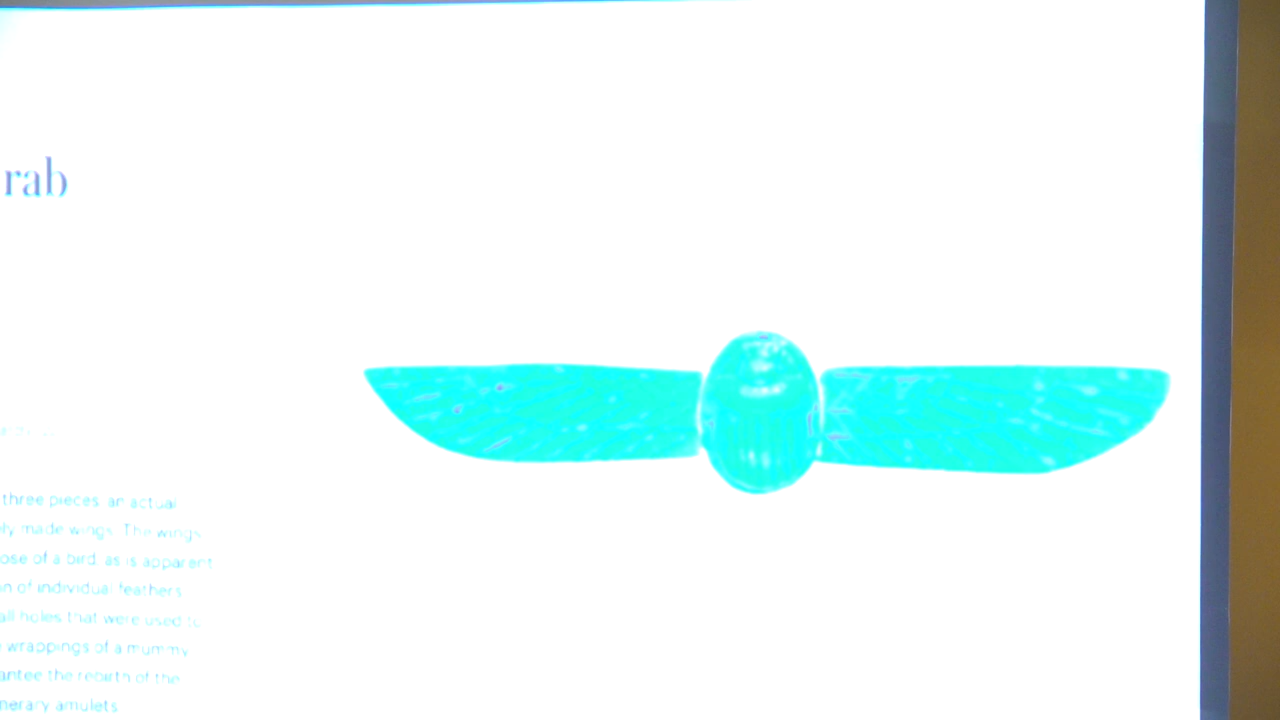 rab
three pieces, an actual
ly made wings. The wings
ose of a bird, as is apparent
n of individual feathers
all holes that were used to
wrappings of a mummy
antee the rebirth of the
nerary amulets